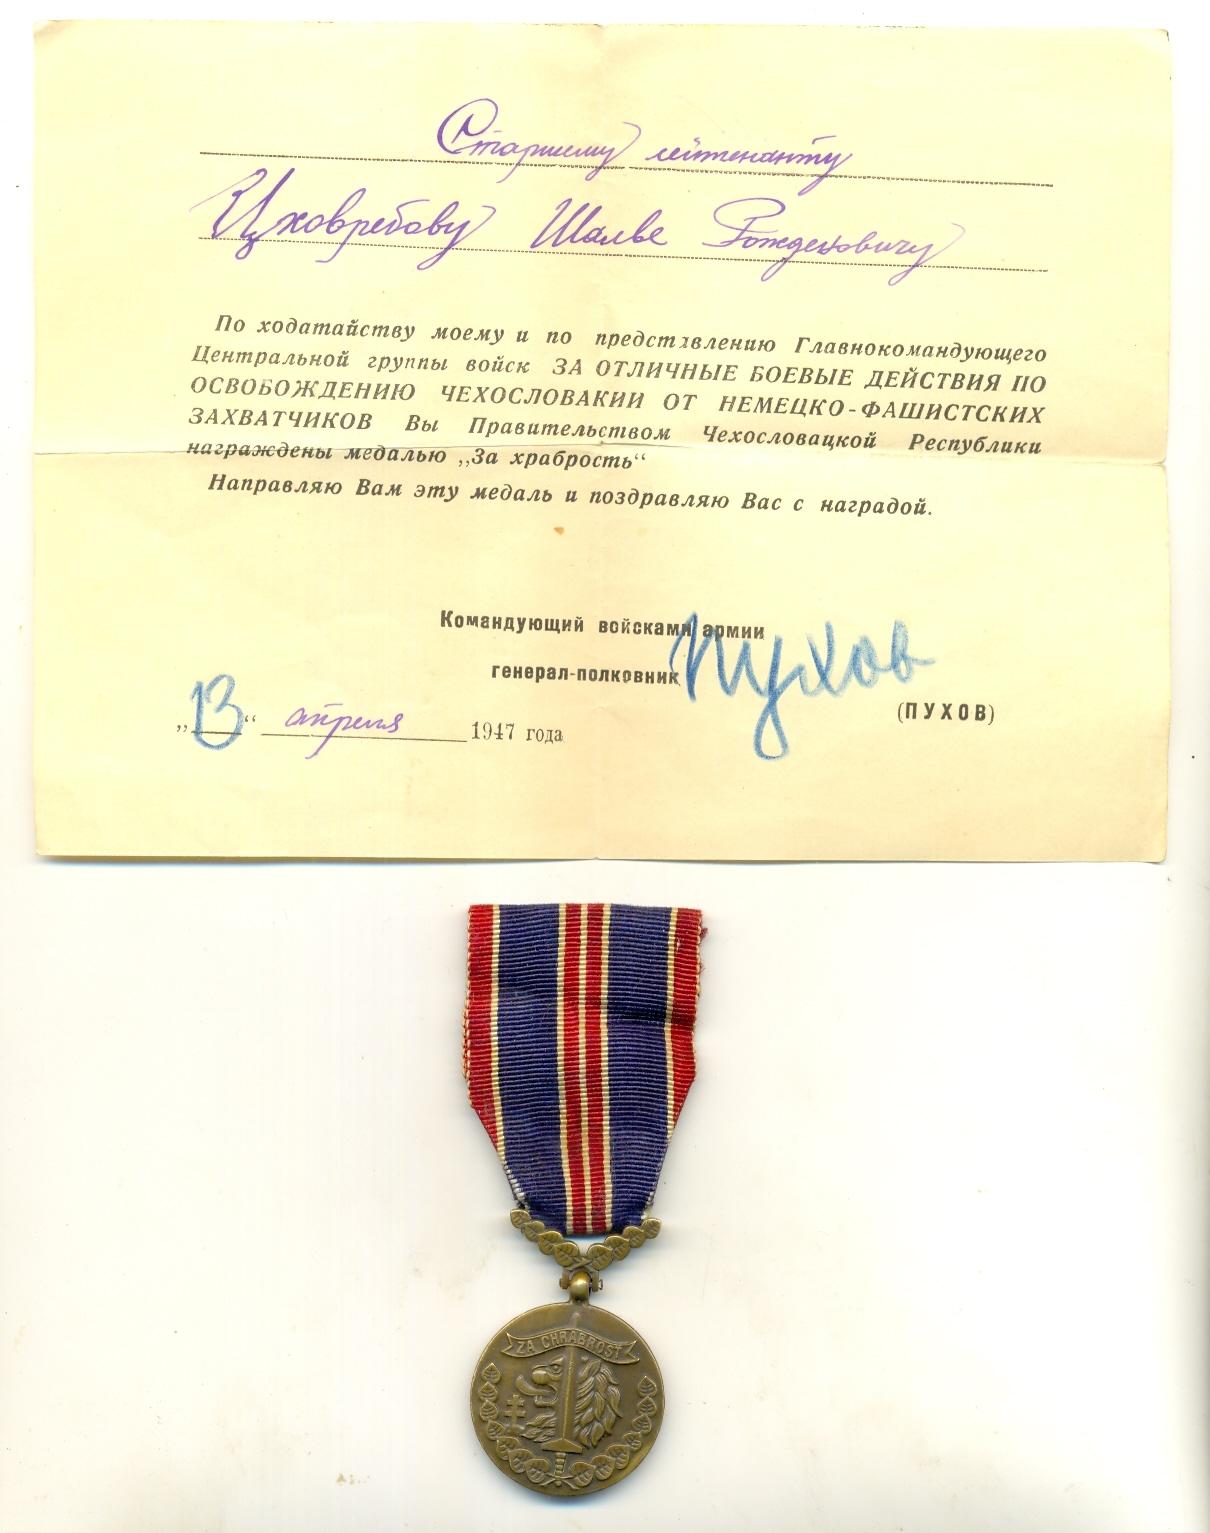 Старшему лейтенанту
Цховребову Шалве Рожденовичу
По ходатайству моему и по представлению Главнокомандующего
Центральной группы войск ЗА ОТЛИЧНЫЕ БОЕВЫЕ ДЕЙСТВИЯ ПО
ОСВОБОЖДЕНИЮ ЧЕХОСЛОВАКИИ ОТ НЕМЕЦКО-ФАШИСТСКИХ
ЗАХВАТЧИКОВ Вы Правительством Чехословацкой Республики
награждены медалью „За храбрость“
Направляю Вам эту медаль и поздравляю Вас с наградой.
Командующий войсками армии
генерал-полковник Пухов
(ПУХОВ)
„13“ апреля 1947 года
ZA CHRABROST